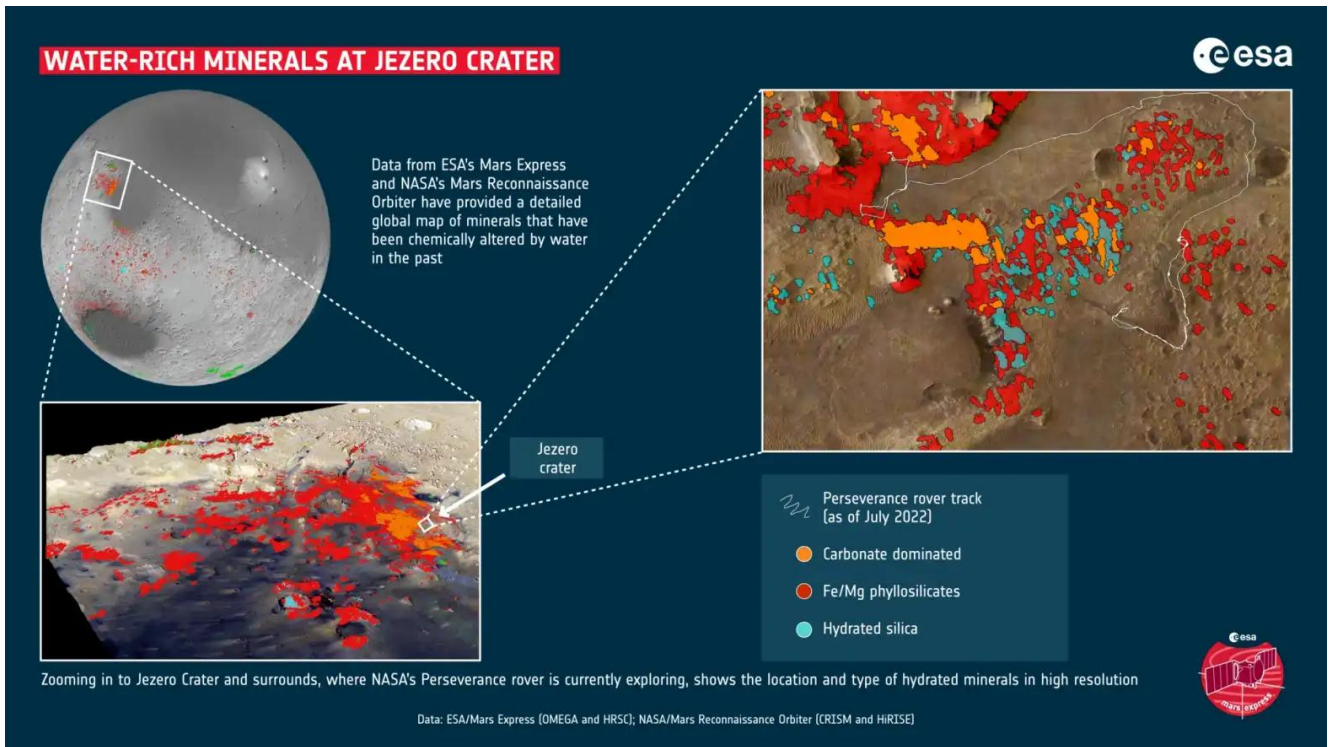 WATER-RICH MINERALS AT JEZERO CRATER
esa
Data from ESA's Mars Express
and NASA's Mars Reconnaissance
Orbiter have provided a detailed
global map of minerals that have
been chemically altered by water
in the past
Jezero
crater
Perseverance rover track
(as of July 2022)
Carbonate dominated
Fe/Mg phyllosilicates
Hydrated silica
esa
mars express
Zooming in to Jezero Crater and surrounds, where NASA's Perseverance rover is currently exploring, shows the location and type of hydrated minerals in high resolution
Data: ESA/Mars Express (OMEGA and HRSC); NASA/Mars Reconnaissance Orbiter (CRISM and HiRISE)